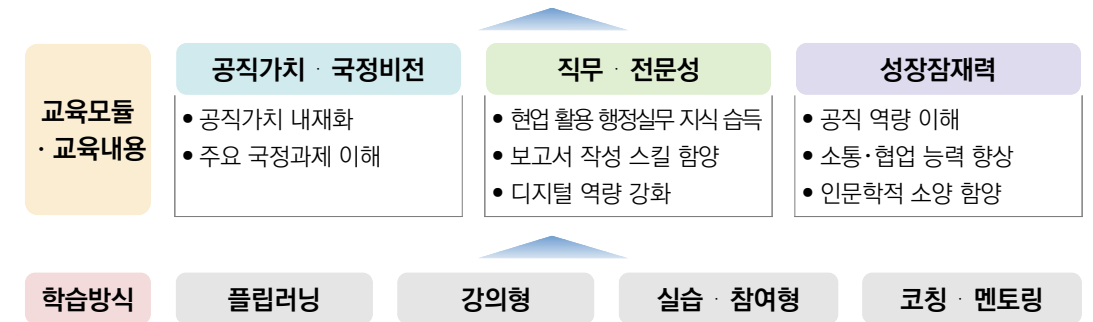 교육모듈
· 교육내용
공직가치 · 국정비전
• 공직가치 내재화
• 주요 국정과제 이해
직무 · 전문성
• 현업 활용 행정실무 지식 습득
• 보고서 작성 스킬 함양
• 디지털 역량 강화
성장잠재력
• 공직 역량 이해
• 소통·협업 능력 향상
• 인문학적 소양 함양
학습방식
플립러닝
강의형
실습 · 참여형
코칭 · 멘토링